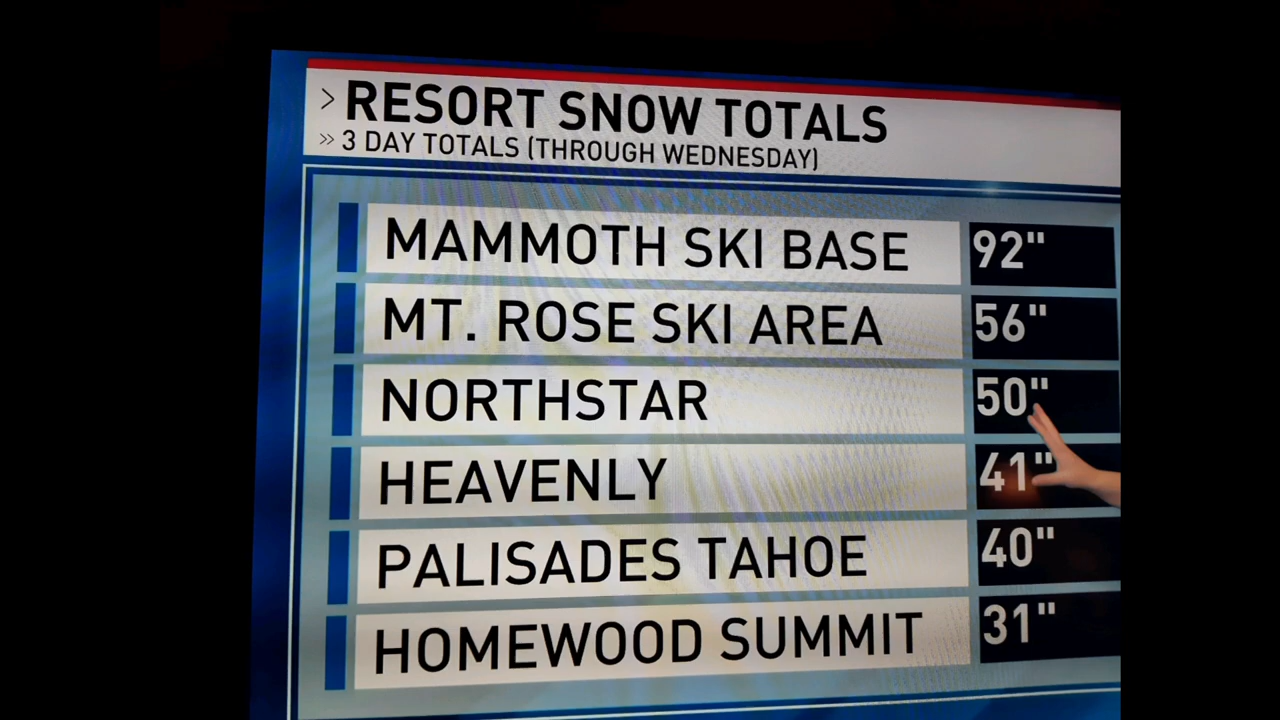 > RESORT SNOW TOTALS
» 3 DAY TOTALS (THROUGH WEDNESDAY)
MAMMOTH SKI BASE 92"
MT. ROSE SKI AREA 56"
NORTHSTAR 50"
HEAVENLY 41"
PALISADES TAHOE 40"
HOMEWOOD SUMMIT 31"